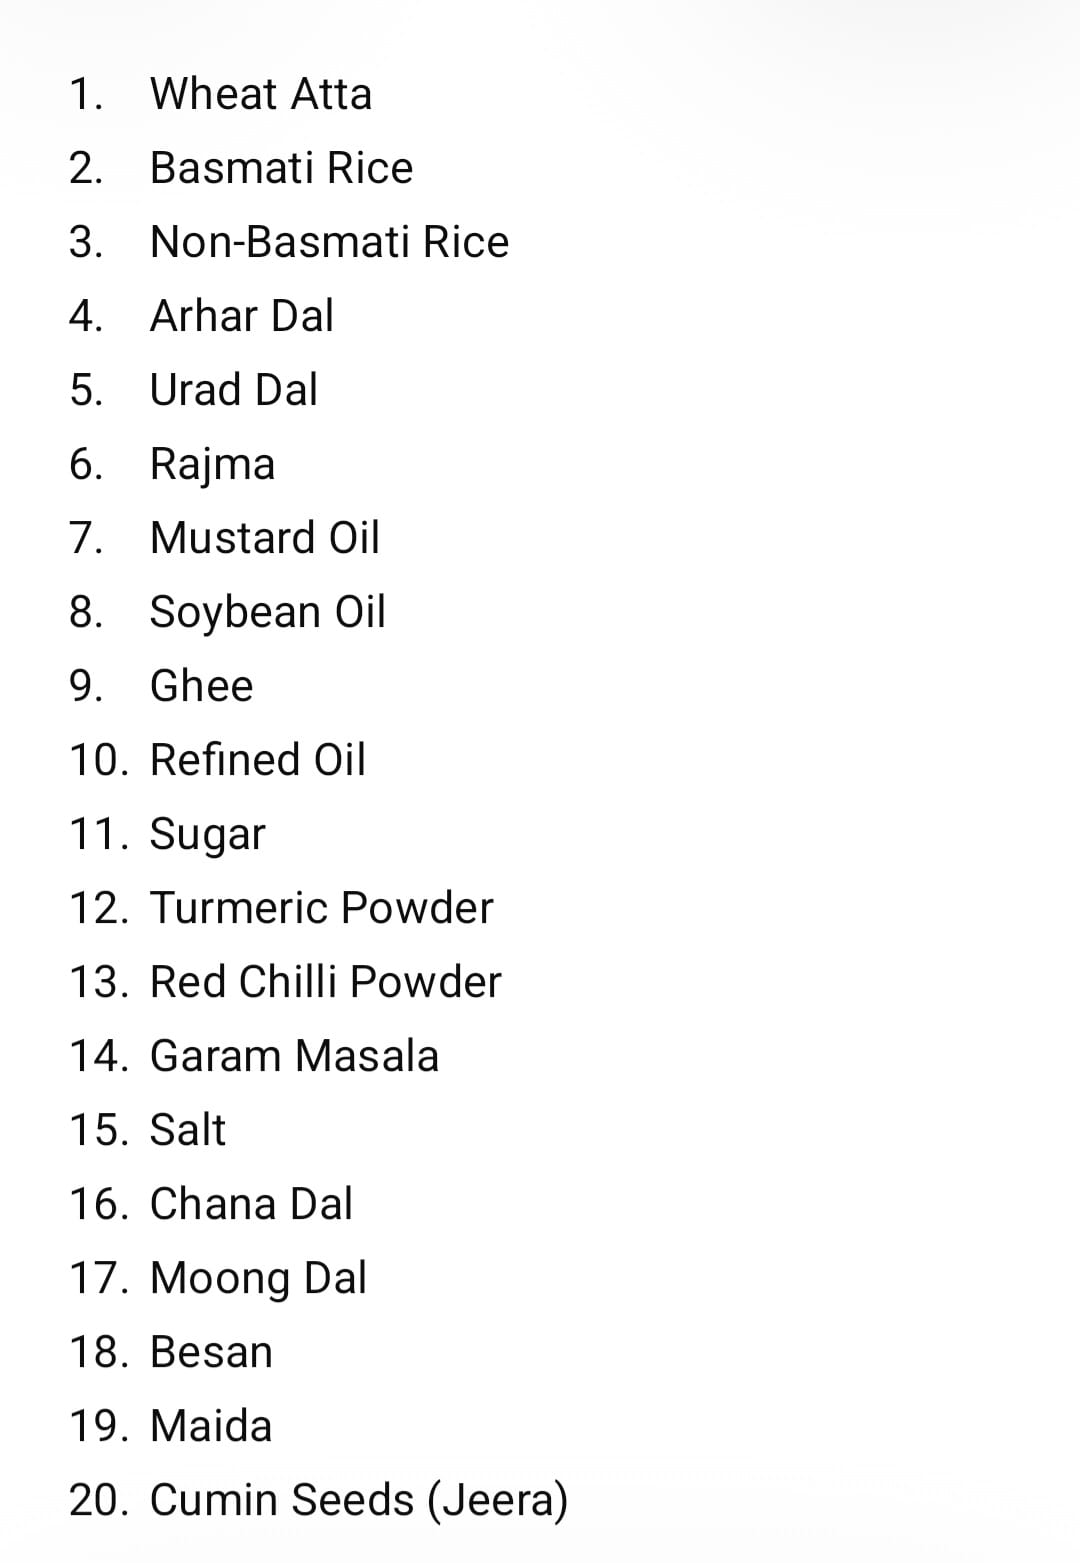 1. Wheat Atta
2. Basmati Rice
3. Non-Basmati Rice
4. Arhar Dal
5. Urad Dal
6. Rajma
7. Mustard Oil
8. Soybean Oil
9. Ghee
10. Refined Oil
11. Sugar
12. Turmeric Powder
13. Red Chilli Powder
14. Garam Masala
15. Salt
16. Chana Dal
17. Moong Dal
18. Besan
19. Maida
20. Cumin Seeds (Jeera)